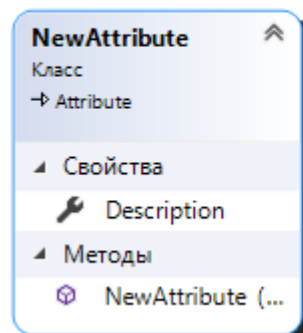 NewAttribute
Класс
Attribute
Свойства
Description
Методы
NewAttribute (...